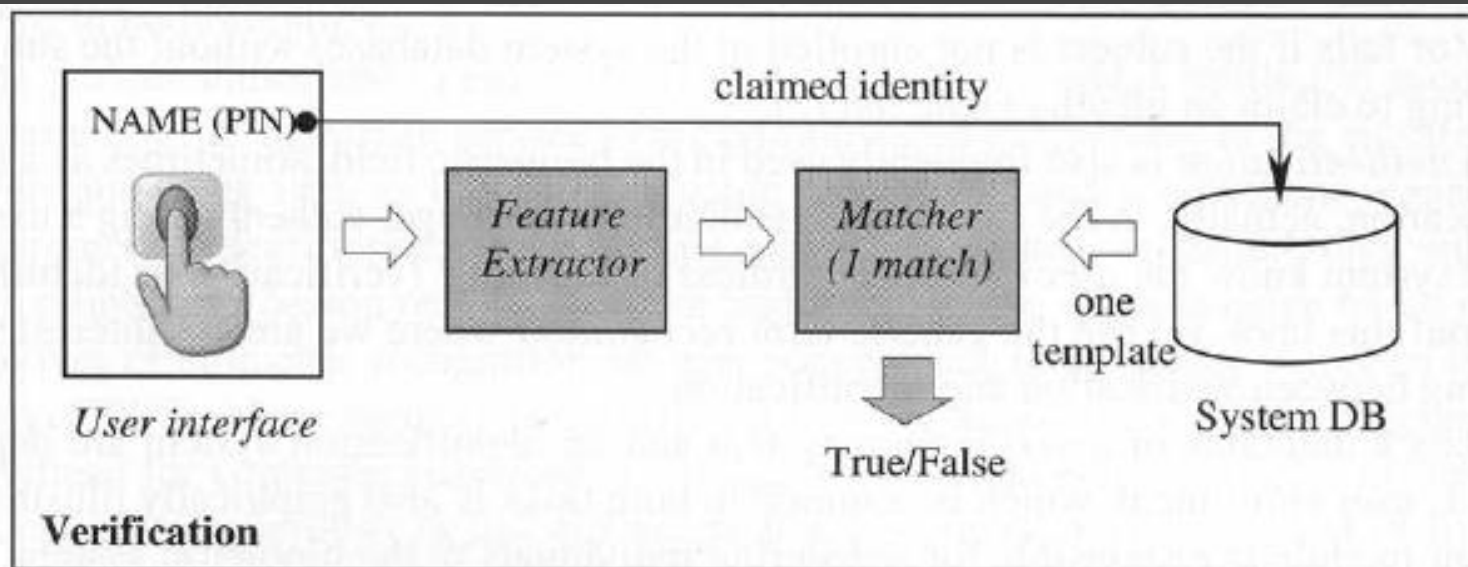 claimed identity
NAME (PIN)
Feature
Extractor
Matcher
(1 match)
one
template
User interface
System DB
True/False
Verification